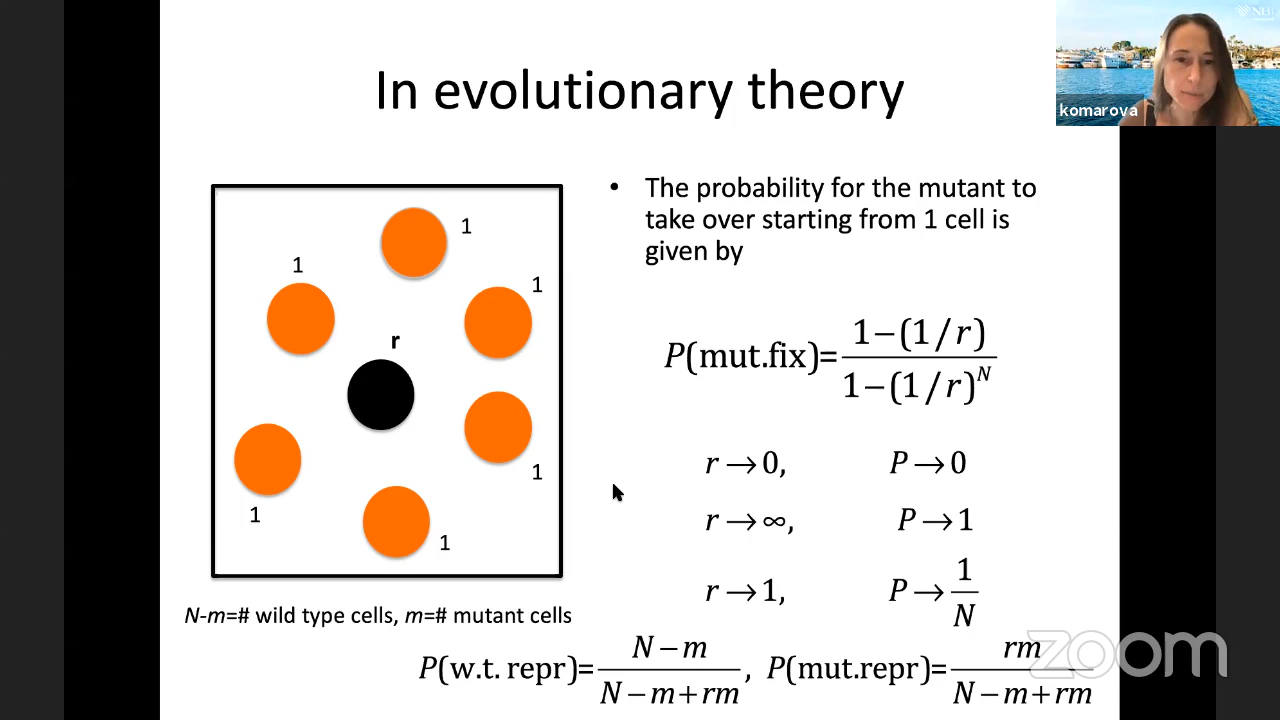 In evolutionary theory
komarova
• The probability for the mutant to
take over starting from 1 cell is
given by
1
1
1
r
1
1
1
P(mut.fix)=(1−(1/r))/(1−(1/r)^N)
r→0, P→0
r→∞, P→1
r→1, P→1/N
N-m=# wild type cells, m=# mutant cells
P(w.t. repr)=(N−m)/(N−m+rm), P(mut.repr)=rm/(N−m+rm)
zoom